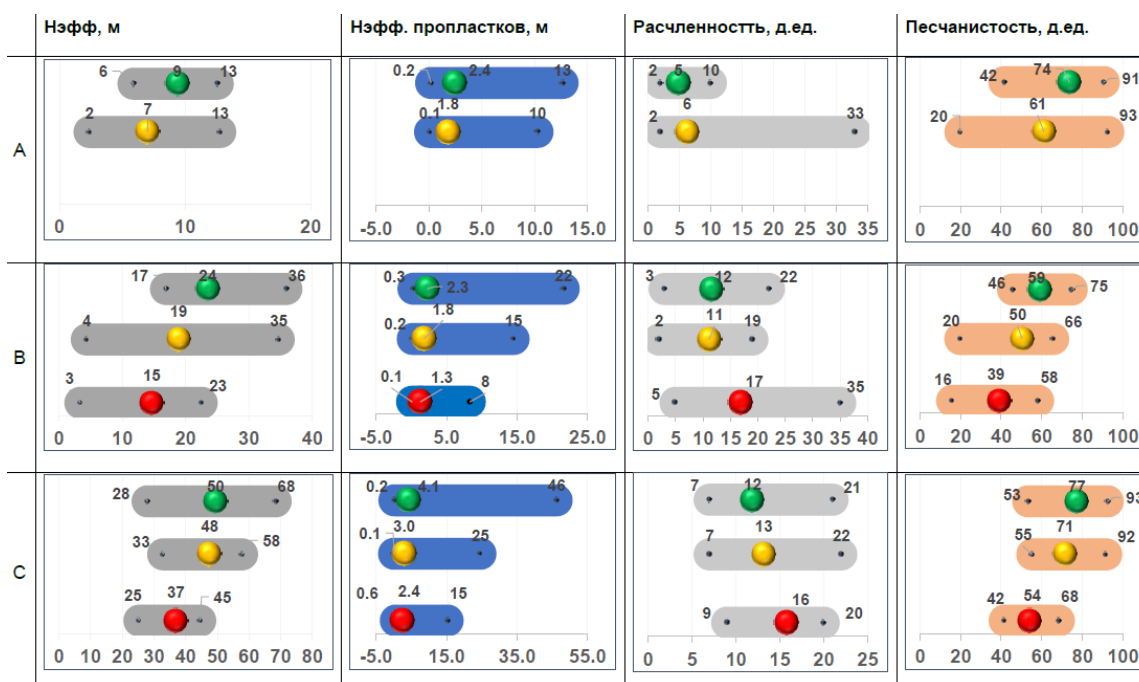 Нэфф, м
Нэфф. пропластков, м
Расчленностть, д.ед.
Песчанистость, д.ед.
A
6 9 13
2 7 13
0 10 20
0.2 2.4 13
0.1 1.8 10
-5.0 0.0 5.0 10.0 15.0
2 5 10
2 6 33
0 5 10 15 20 25 30 35
42 74 91
20 61 93
0 20 40 60 80 100
B
17 24 36
4 19 35
3 15 23
0 10 20 30 40
0.3 2.3 22
0.2 1.8 15
0.1 1.3 8
-5.0 5.0 15.0 25.0
3 12 22
2 11 19
5 17 35
0 5 10 15 20 25 30 35 40
46 59 75
20 50 66
16 39 58
0 20 40 60 80 100
C
28 50 68
33 48 58
25 37 45
0 10 20 30 40 50 60 70 80
0.2 4.1 46
0.1 3.0 25
0.6 2.4 15
-5.0 15.0 35.0 55.0
7 12 21
7 13 22
9 16 20
0 5 10 15 20 25
53 77 93
55 71 92
42 54 68
0 20 40 60 80 100